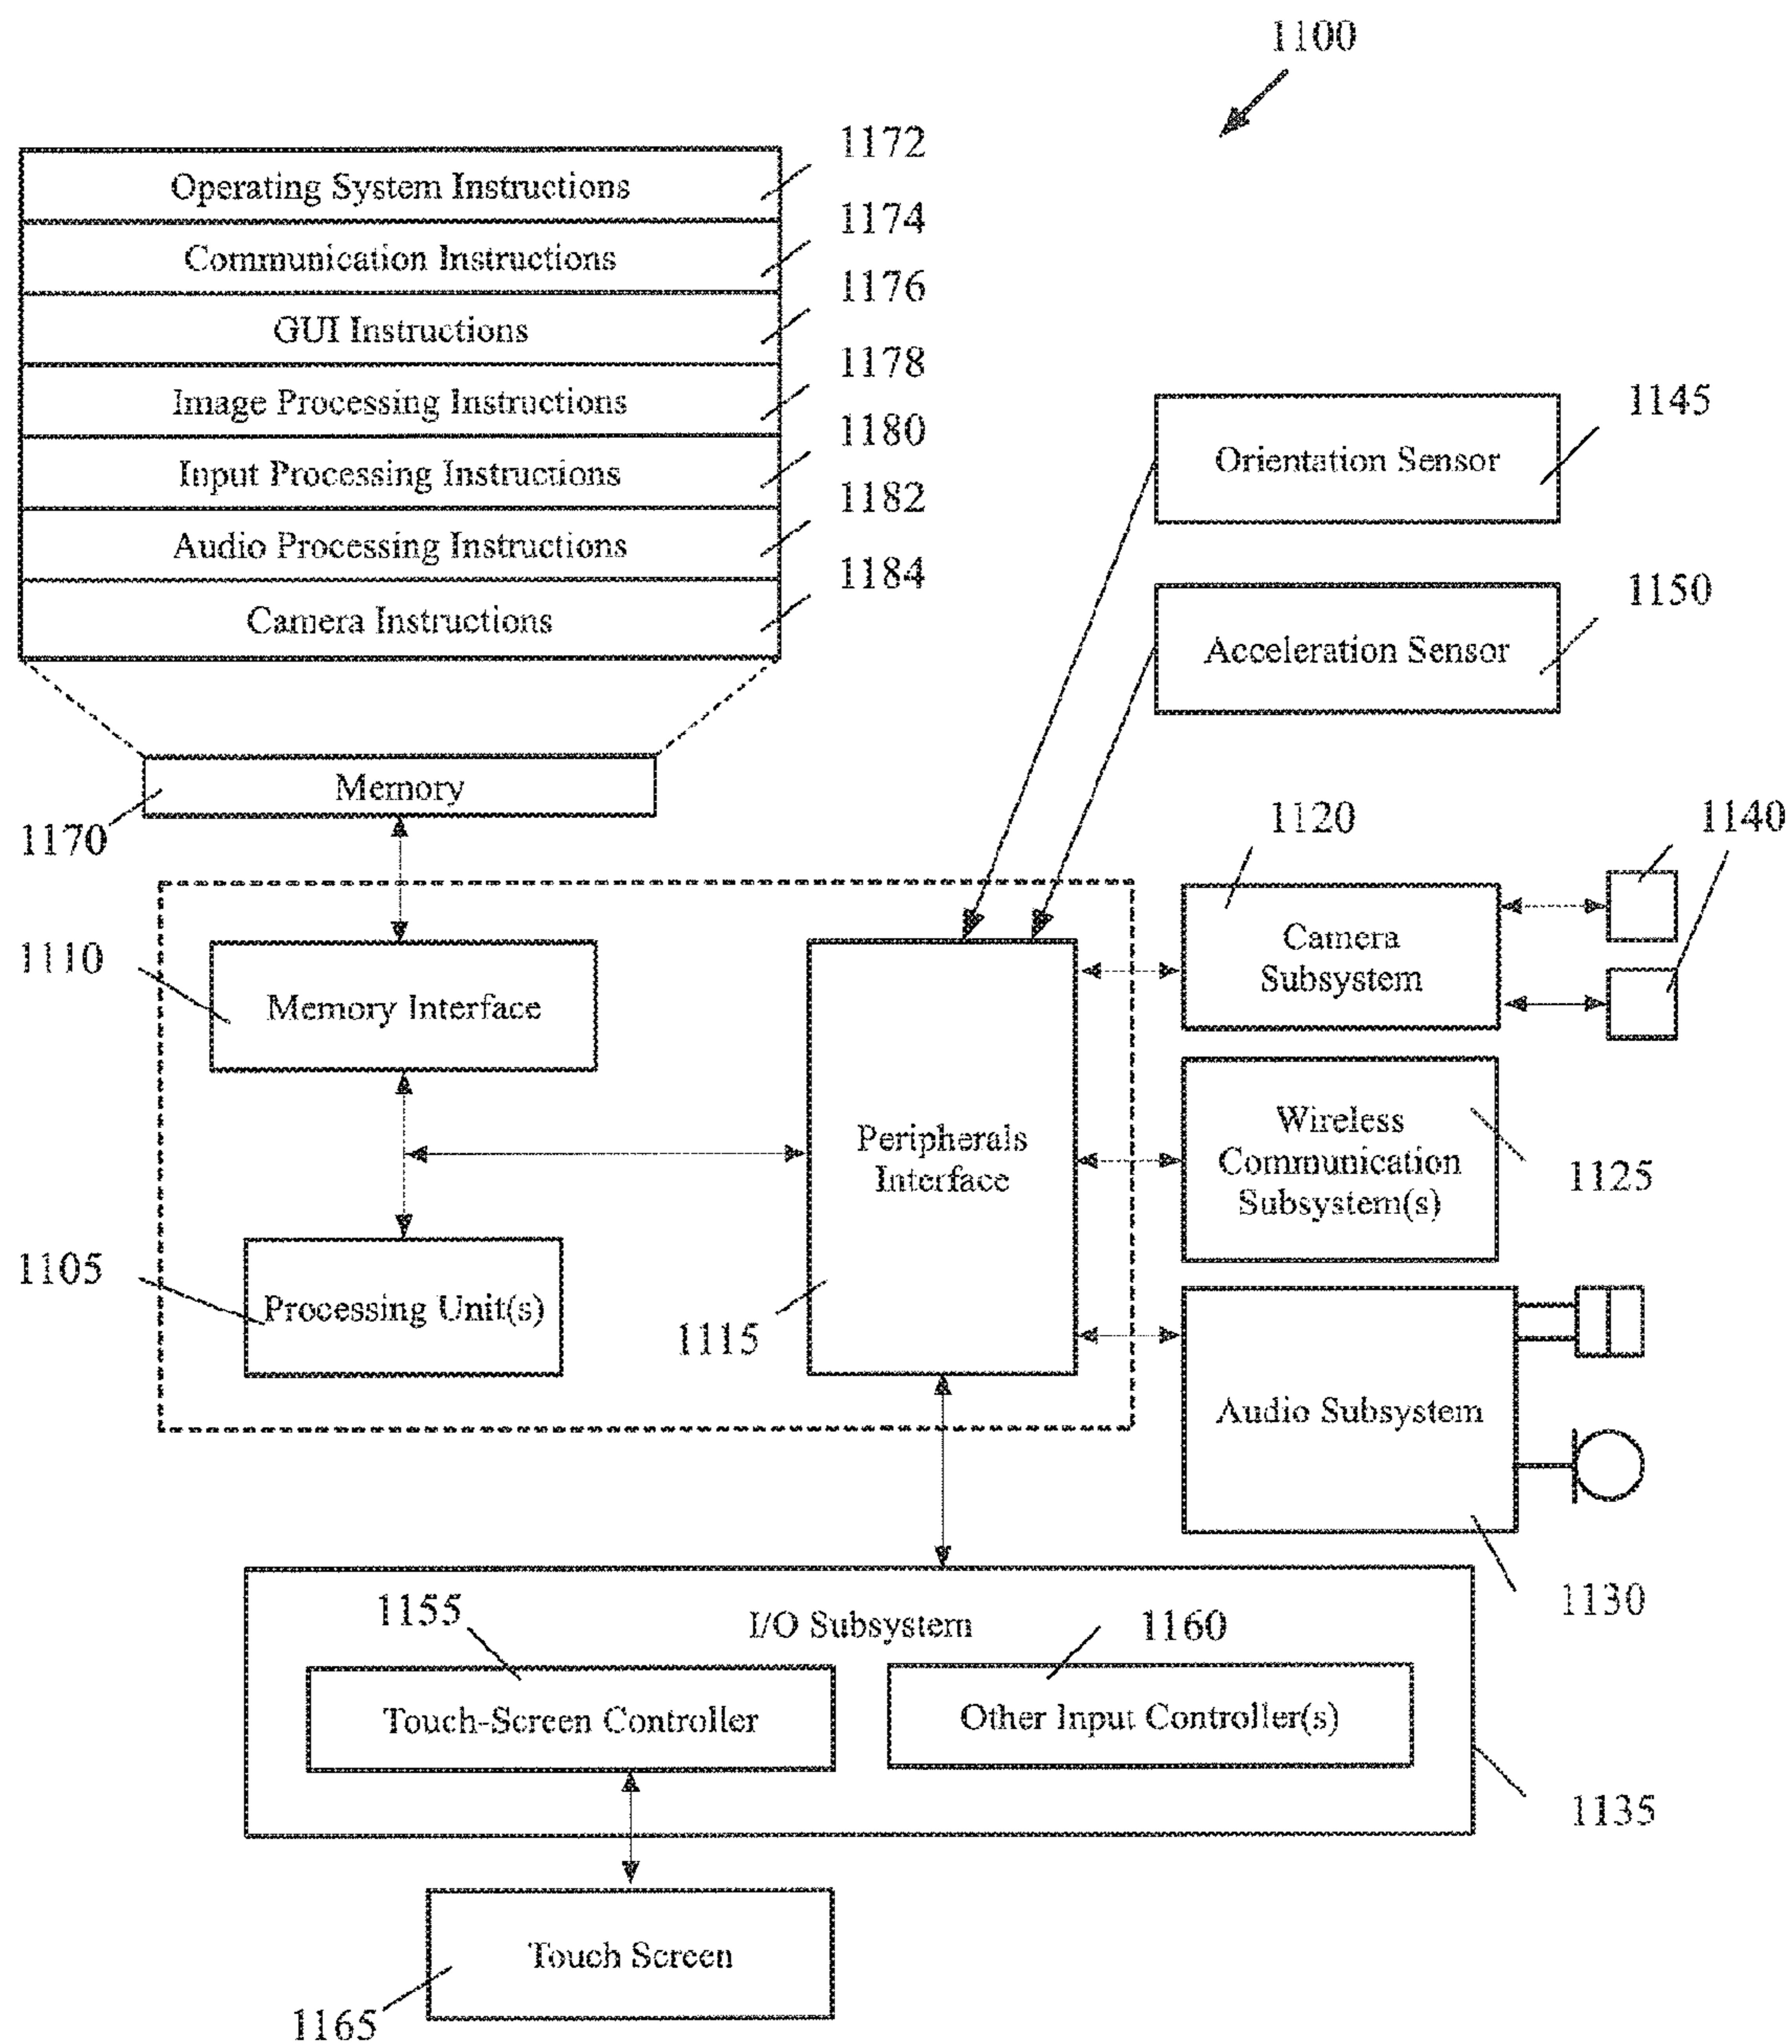 1100
1172
Operating System Instructions
1174
Communication Instructions
1176
GUI Instructions
1178
Image Processing Instructions
1180
Input Processing Instructions
1182
Audio Processing Instructions
1184
Camera Instructions
1145
Orientation Sensor
1150
Acceleration Sensor
Memory
1170
1120
1140
Camera
Subsystem
1110
Memory Interface
Peripherals
Interface
Wireless
Communication
Subsystem(s)
1125
1105
Processing Unit(s)
1115
Audio Subsystem
1130
1155
I/O Subsystem
1160
Touch-Screen Controller
Other Input Controller(s)
1135
Touch Screen
1165